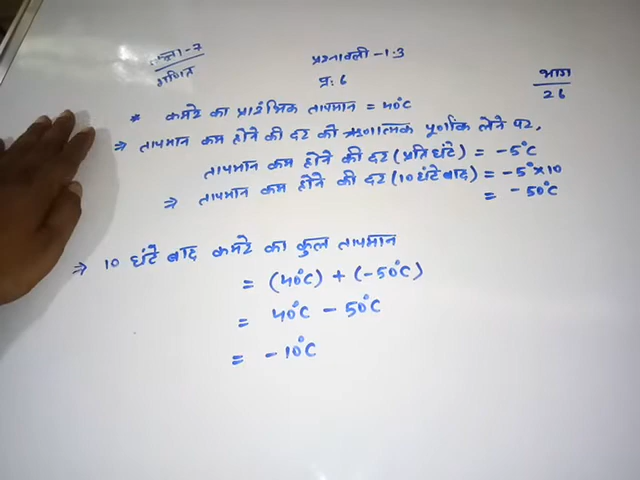 कक्षा-7
गणित
प्रश्नावली-1.3
प्र: 6
भाग
26
* कमरे का प्रारंभिक तापमान = 40°C
⇒ तापमान कम होने की दर को ऋणात्मक पूर्णांक लेने पर,
तापमान कम होने की दर (प्रति घंटे) = -5°C
⇒ तापमान कम होने की दर (10 घंटे बाद) = -5°×10
= -50°C
⇒ 10 घंटे बाद कमरे का कुल तापमान
= (40°C) + (-50°C)
= 40°C - 50°C
= -10°C